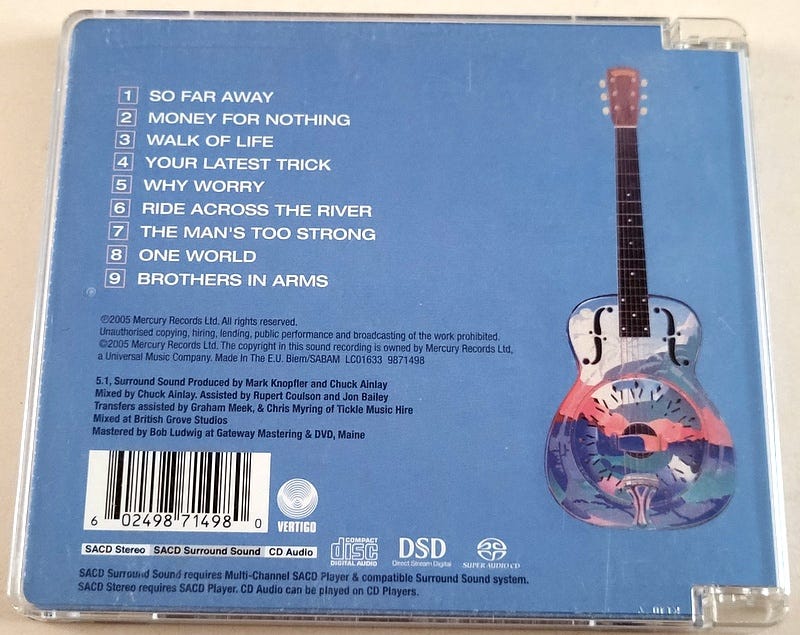 1 SO FAR AWAY
2 MONEY FOR NOTHING
3 WALK OF LIFE
4 YOUR LATEST TRICK
5 WHY WORRY
6 RIDE ACROSS THE RIVER
7 THE MAN'S TOO STRONG
8 ONE WORLD
9 BROTHERS IN ARMS
℗2005 Mercury Records Ltd. All rights reserved.
Unauthorised copying, hiring, lending, public performance and broadcasting of the work prohibited.
©2005 Mercury Records Ltd. The copyright in this sound recording is owned by Mercury Records Ltd,
a Universal Music Company. Made In The E.U. Biem/SABAM LC01633 9871498
5.1, Surround Sound Produced by Mark Knopfler and Chuck Ainlay
Mixed by Chuck Ainlay. Assisted by Rupert Coulson and Jon Bailey
Transfers assisted by Graham Meek, & Chris Myring of Tickle Music Hire
Mixed at British Grove Studios
Mastered by Bob Ludwig at Gateway Mastering & DVD, Maine
6 02498 71498 0
VERTIGO
SACD Stereo SACD Surround Sound CD Audio
COMPACT disc DIGITAL AUDIO
DSD Direct Stream Digital
SUPER AUDIO CD
SACD Surround Sound requires Multi-Channel SACD Player & compatible Surround Sound system.
SACD Stereo requires SACD Player. CD Audio can be played on CD Players.